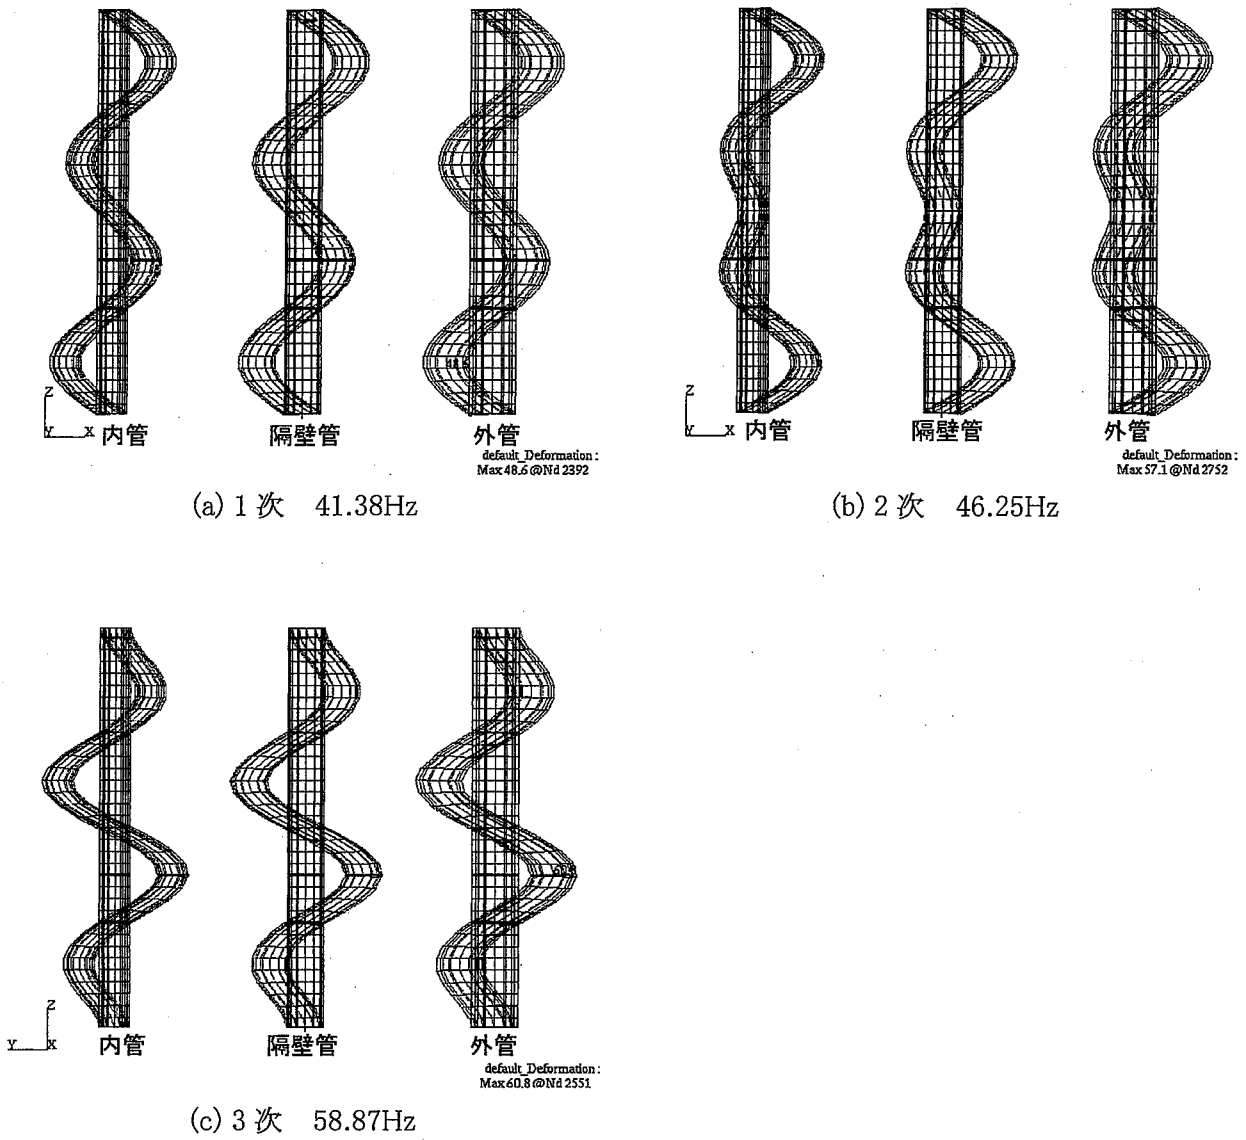 Z
Y X 内管 隔壁管 外管
default_Deformation :
Max 48.6 @Nd 2392
(a) 1 次 41.38Hz
Z
Y X 内管 隔壁管 外管
default_Deformation :
Max 57.1 @Nd 2752
(b) 2 次 46.25Hz
Z
Y X 内管 隔壁管 外管
default_Deformation :
Max 60.8 @Nd 2551
(c) 3 次 58.87Hz